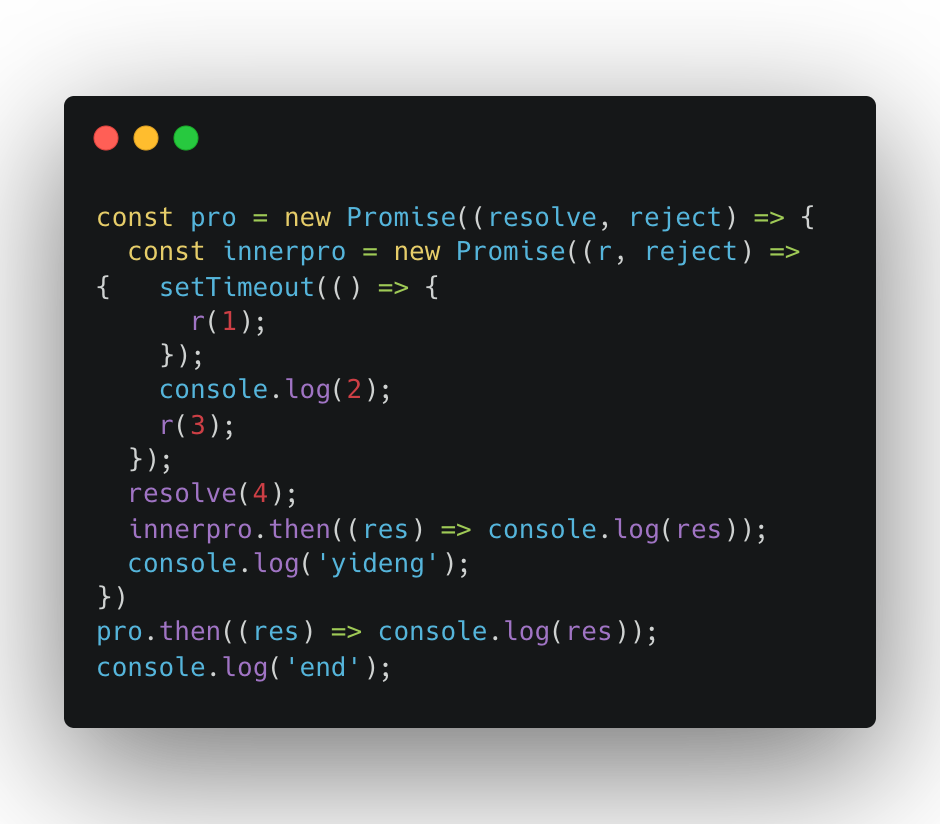 const pro = new Promise((resolve, reject) => {
  const innerpro = new Promise((r, reject) =>
{   setTimeout(() => {
      r(1);
    });
    console.log(2);
    r(3);
  });
  resolve(4);
  innerpro.then((res) => console.log(res));
  console.log('yideng');
})
pro.then((res) => console.log(res));
console.log('end');